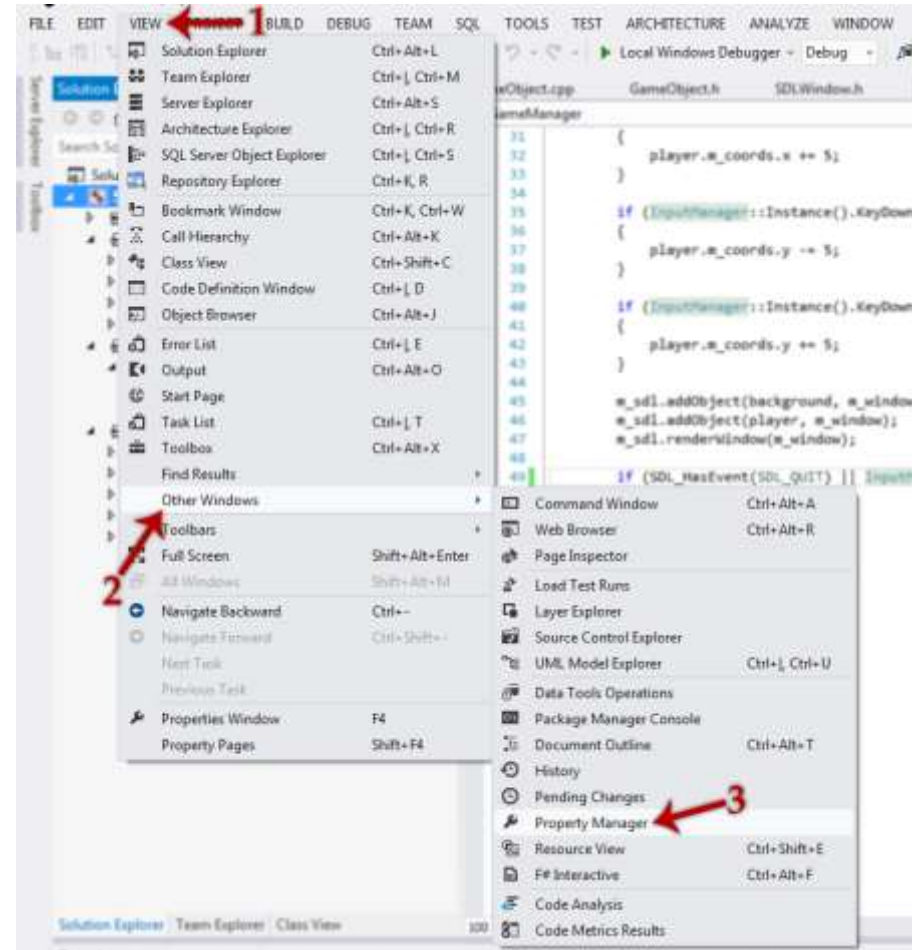 FILE EDIT VIEW PROJECT BUILD DEBUG TEAM SQL TOOLS TEST ARCHITECTURE ANALYZE WINDOW
1
Local Windows Debugger Debug
Server Explorer
Toolbox
Solution
Search So
Solu
GameObject.h SDLWindow.h
Solution Explorer Ctrl+Alt+L
Team Explorer Ctrl+\, Ctrl+M
Server Explorer Ctrl+Alt+S
Architecture Explorer Ctrl+\, Ctrl+R
SQL Server Object Explorer Ctrl+\, Ctrl+S
Repository Explorer Ctrl+K, R
Bookmark Window Ctrl+K, Ctrl+W
Call Hierarchy Ctrl+Alt+K
Class View Ctrl+Shift+C
Code Definition Window Ctrl+\, D
Object Browser Ctrl+Alt+J
Error List Ctrl+\, E
Output Ctrl+Alt+O
Start Page
Task List Ctrl+\, T
Toolbox Ctrl+Alt+X
Find Results
Other Windows
2
Toolbars
Full Screen Shift+Alt+Enter
All Windows Shift+Alt+M
Navigate Backward Ctrl+-
Navigate Forward Ctrl+Shift+-
Next Task
Previous Task
Properties Window F4
Property Pages Shift+F4
31 {
32 player.m_coords.x += 5;
33 }
34
35 if (InputManager::Instance().KeyDown
36 {
37 player.m_coords.y -= 5;
38 }
39
40 if (InputManager::Instance().KeyDown
41 {
42 player.m_coords.y += 5;
43 }
44
45 m_sdl.addObject(background, m_window
46 m_sdl.addObject(player, m_window);
47 m_sdl.renderWindow(m_window);
48
49 if (SDL_HasEvent(SDL_QUIT) ||
Command Window Ctrl+Alt+A
Web Browser Ctrl+Alt+R
Page Inspector
Load Test Runs
Layer Explorer
Source Control Explorer
UML Model Explorer Ctrl+\, Ctrl+U
Data Tools Operations
Package Manager Console
Document Outline Ctrl+Alt+T
History
Pending Changes
Property Manager
3
Resource View Ctrl+Shift+E
F# Interactive Ctrl+Alt+F
Code Analysis
Code Metrics Results
Solution Explorer Team Explorer Class View
100